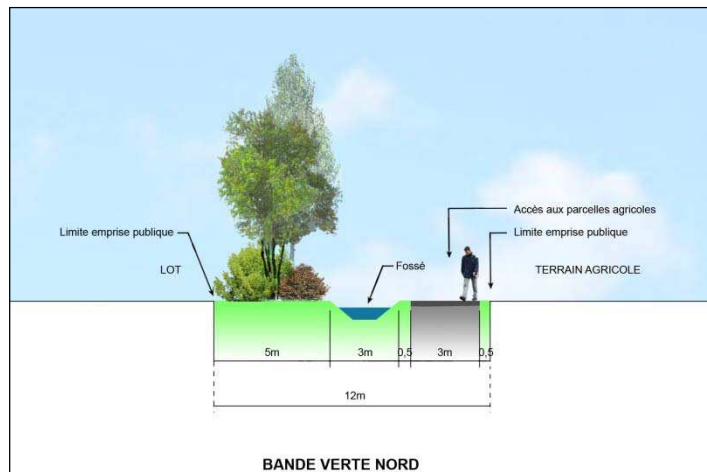 Accès aux parcelles agricoles
Limite emprise publique
Limite emprise publique
LOT
Fossé
TERRAIN AGRICOLE
5m
3m
0,5
3m
0,5
12m
BANDE VERTE NORD